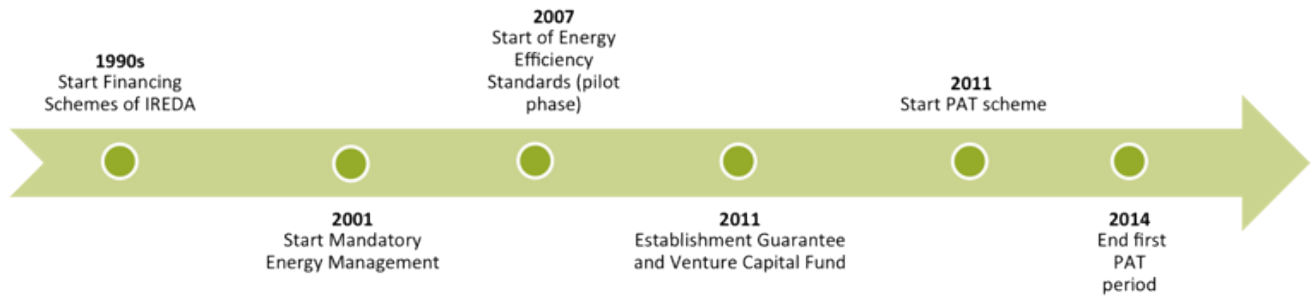 1990s
Start Financing
Schemes of IREDA
2001
Start Mandatory
Energy Management
2007
Start of Energy
Efficiency
Standards (pilot
phase)
2011
Establishment Guarantee
and Venture Capital Fund
2011
Start PAT scheme
2014
End first
PAT
period